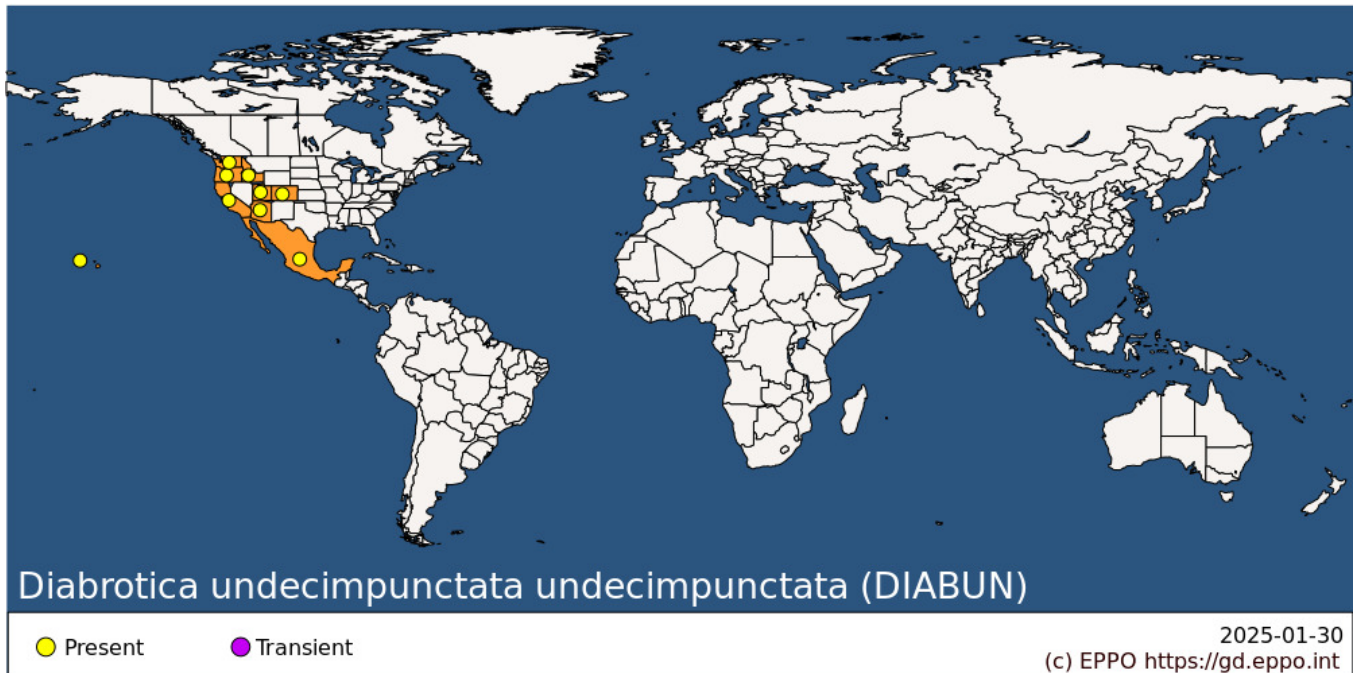 Diabrotica undecimpunctata undecimpunctata (DIABUN)
Present
Transient
2025-01-30
(c) EPPO https://gd.eppo.int